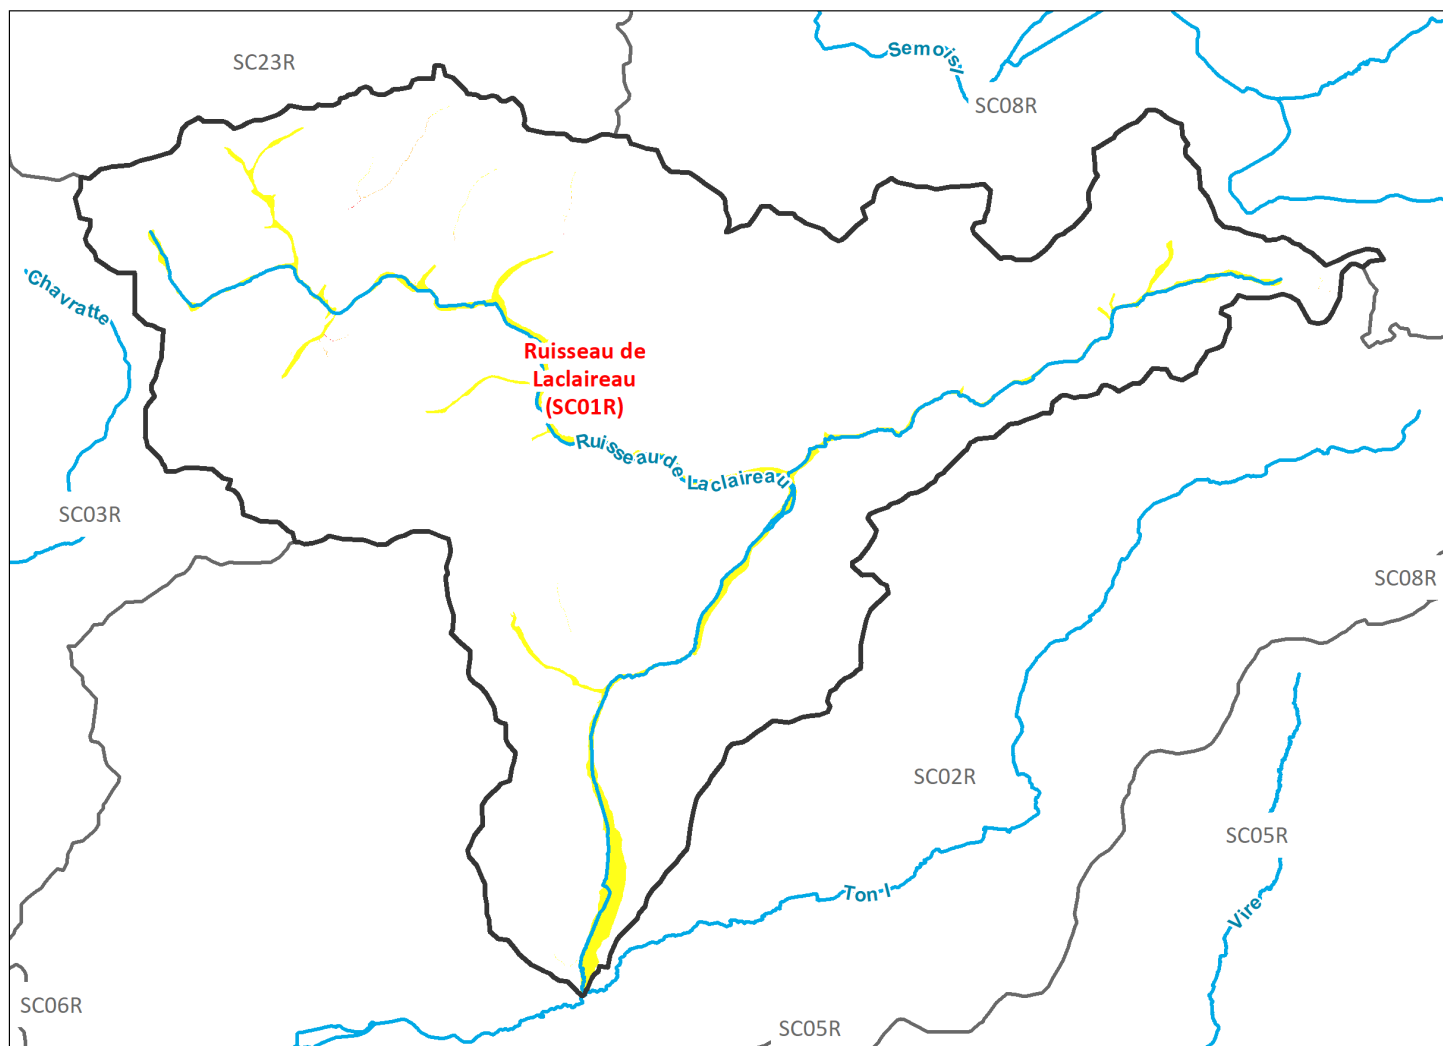 SC23R
Semois I
SC08R
Chavratte
Ruisseau de
Laclaireau
(SC01R)
Ruisseau de Laclaireau
SC03R
SC08R
SC02R
SC05R
Ton I
Vire
SC06R
SC05R